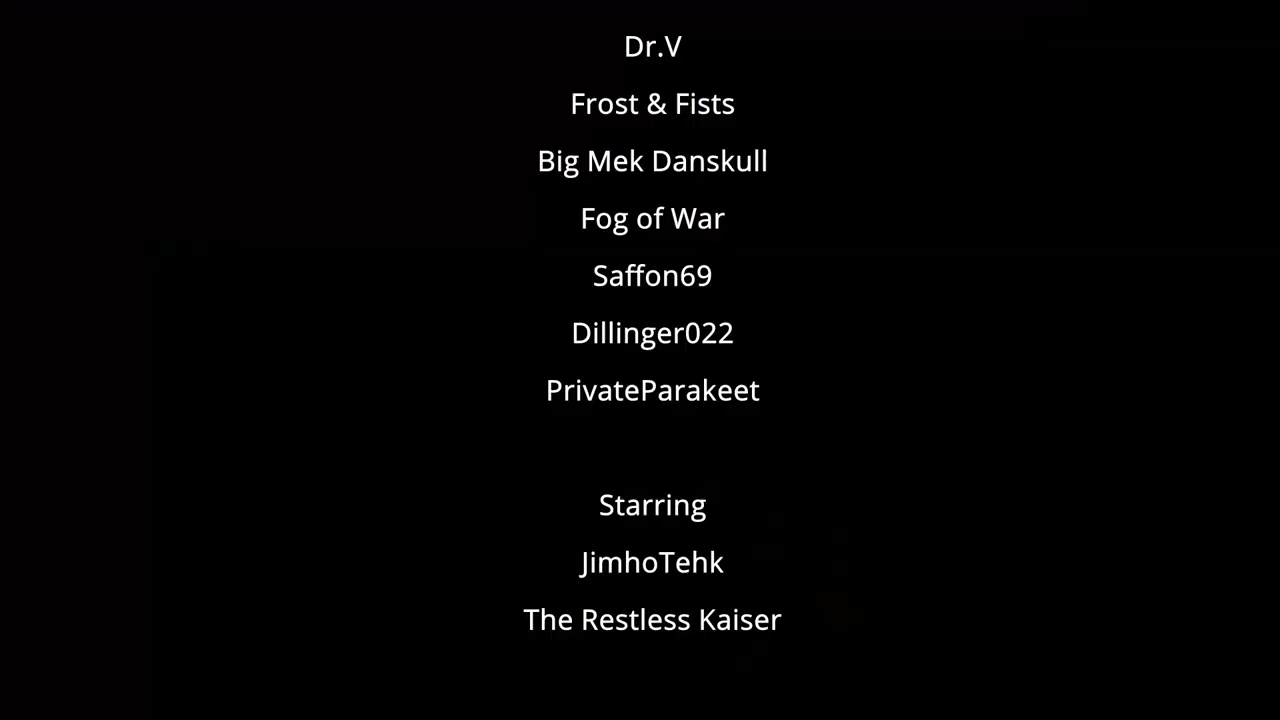 Dr.V
Frost & Fists
Big Mek Danskull
Fog of War
Saffon69
Dillinger022
PrivateParakeet
Starring
JimhoTehk
The Restless Kaiser